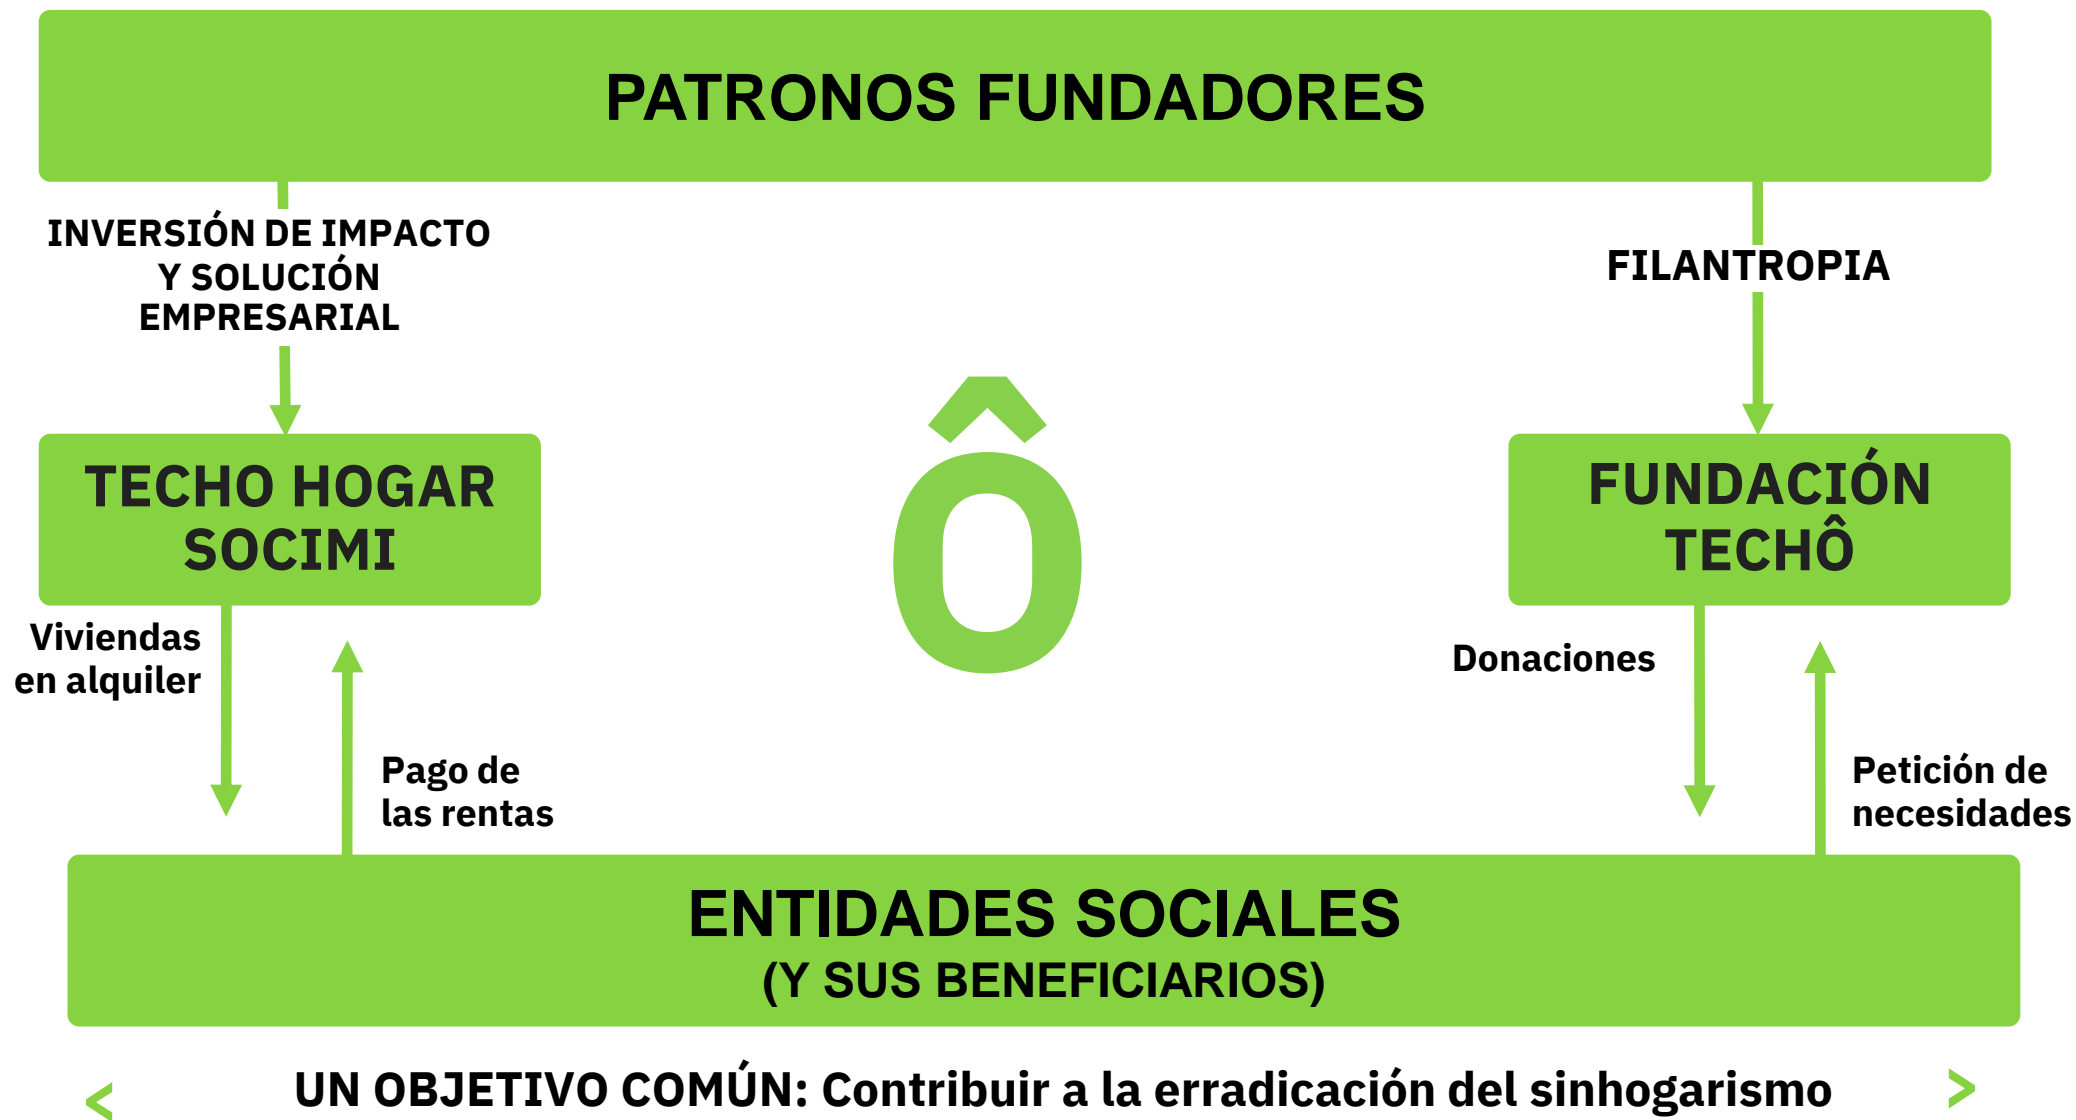 PATRONOS FUNDADORES
INVERSIÓN DE IMPACTO
Y SOLUCIÓN
EMPRESARIAL
FILANTROPIA
TECHO HOGAR
SOCIMI
Ô
FUNDACIÓN
TECHÔ
Viviendas
en alquiler
Pago de
las rentas
Donaciones
Petición de
necesidades
ENTIDADES SOCIALES
(Y SUS BENEFICIARIOS)
< UN OBJETIVO COMÚN: Contribuir a la erradicación del sinhogarismo >